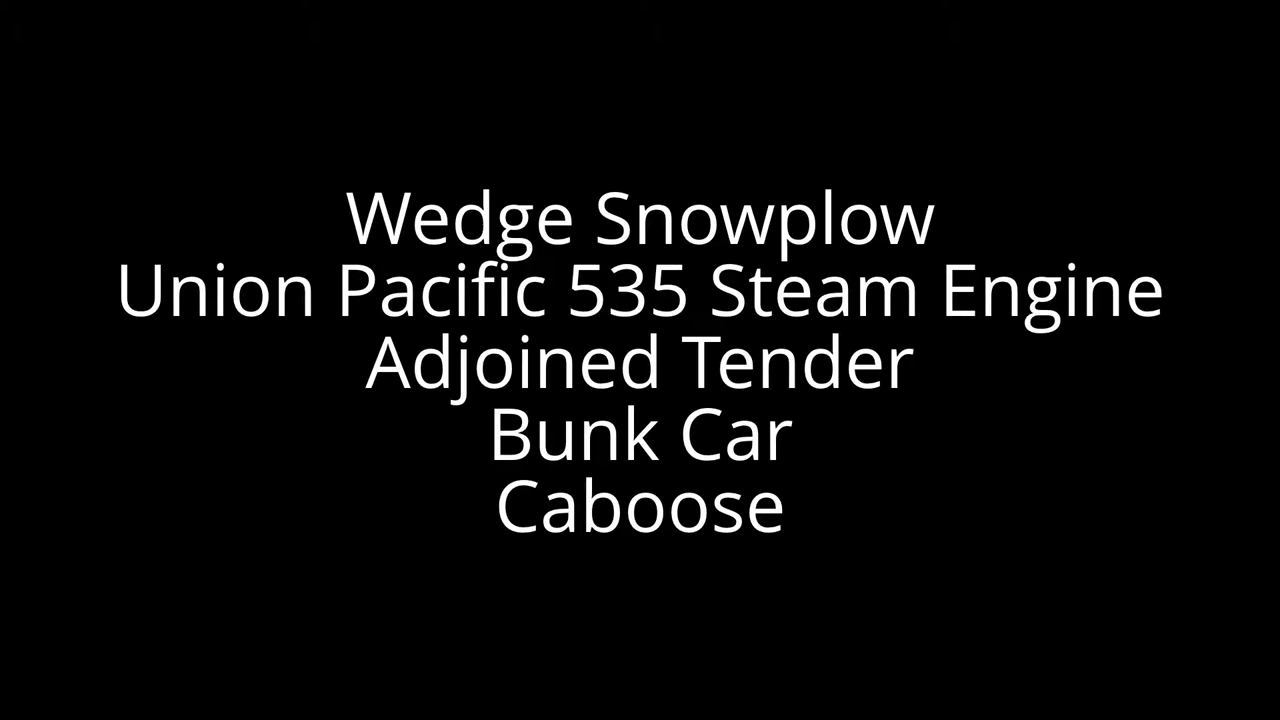 Wedge Snowplow
Union Pacific 535 Steam Engine
Adjoined Tender
Bunk Car
Caboose